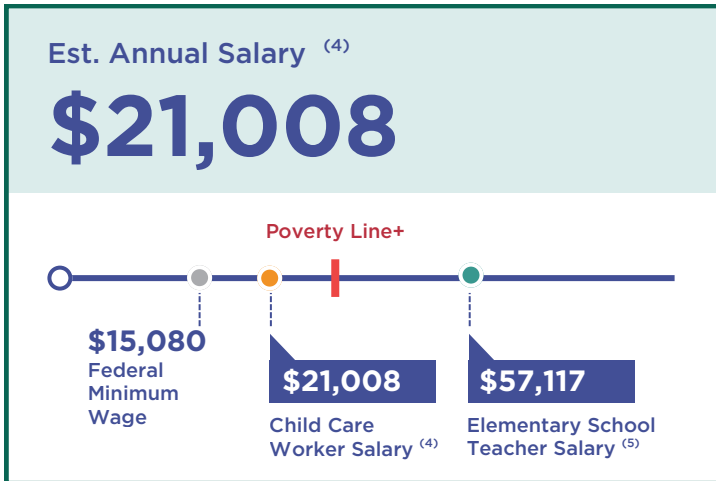 Est. Annual Salary (4)
$21,008
Poverty Line+
$15,080
Federal
Minimum
Wage
$21,008
Child Care
Worker Salary (4)
$57,117
Elementary School
Teacher Salary (5)